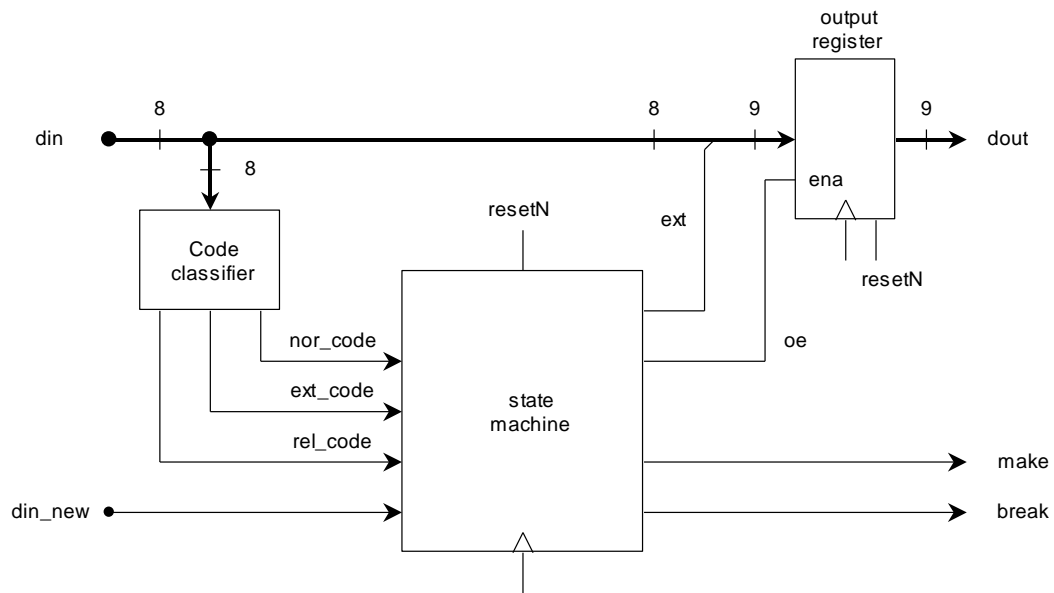 output
register
8
8
9
9
din
dout
8
ena
resetN
ext
Code
classifier
resetN
nor_code
oe
ext_code
state
machine
rel_code
make
din_new
break